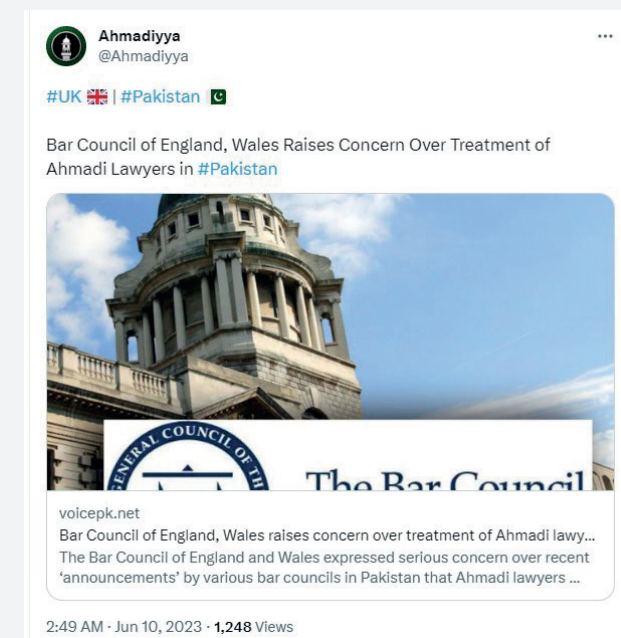 Ahmadiyya
@Ahmadiyya
#UK 🇬🇧 | #Pakistan 🇵🇰
Bar Council of England, Wales Raises Concern Over Treatment of
Ahmadi Lawyers in #Pakistan
GENERAL COUNCIL OF TH
The Bar Council
voicepk.net
Bar Council of England, Wales raises concern over treatment of Ahmadi lawy...
The Bar Council of England and Wales expressed serious concern over recent
‘announcements’ by various bar councils in Pakistan that Ahmadi lawyers ...
2:49 AM · Jun 10, 2023 · 1,248 Views